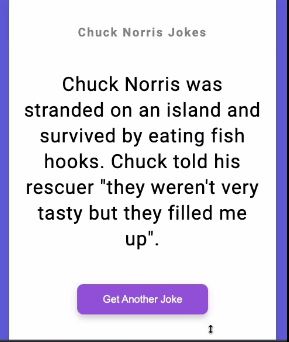 Chuck Norris Jokes
Chuck Norris was
stranded on an island and
survived by eating fish
hooks. Chuck told his
rescuer "they weren't very
tasty but they filled me
up".
Get Another Joke